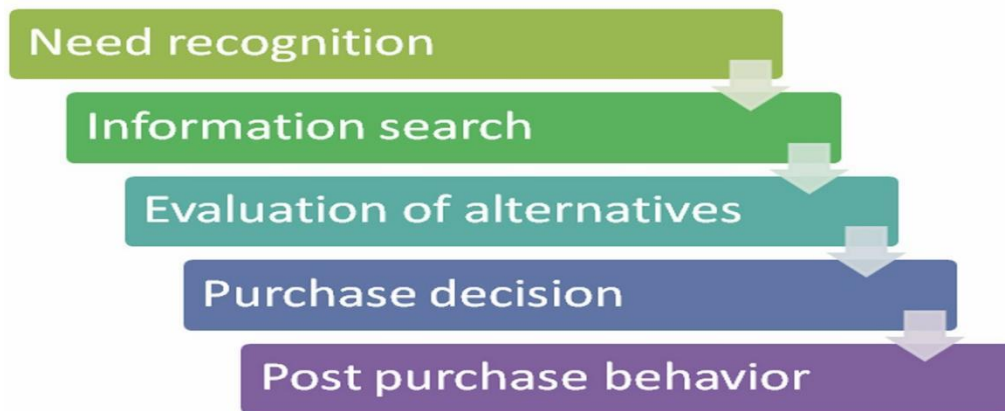 Need recognition
Information search
Evaluation of alternatives
Purchase decision
Post purchase behavior